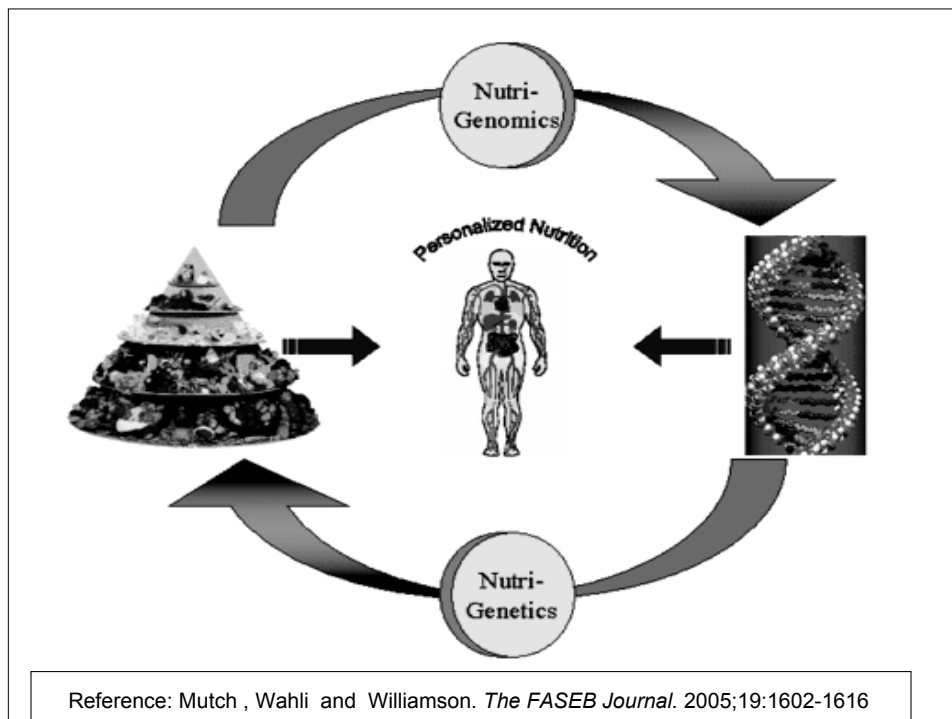 Nutri-
Genomics
Personalized Nutrition
Nutri-
Genetics
Reference: Mutch , Wahli and Williamson. The FASEB Journal. 2005;19:1602-1616